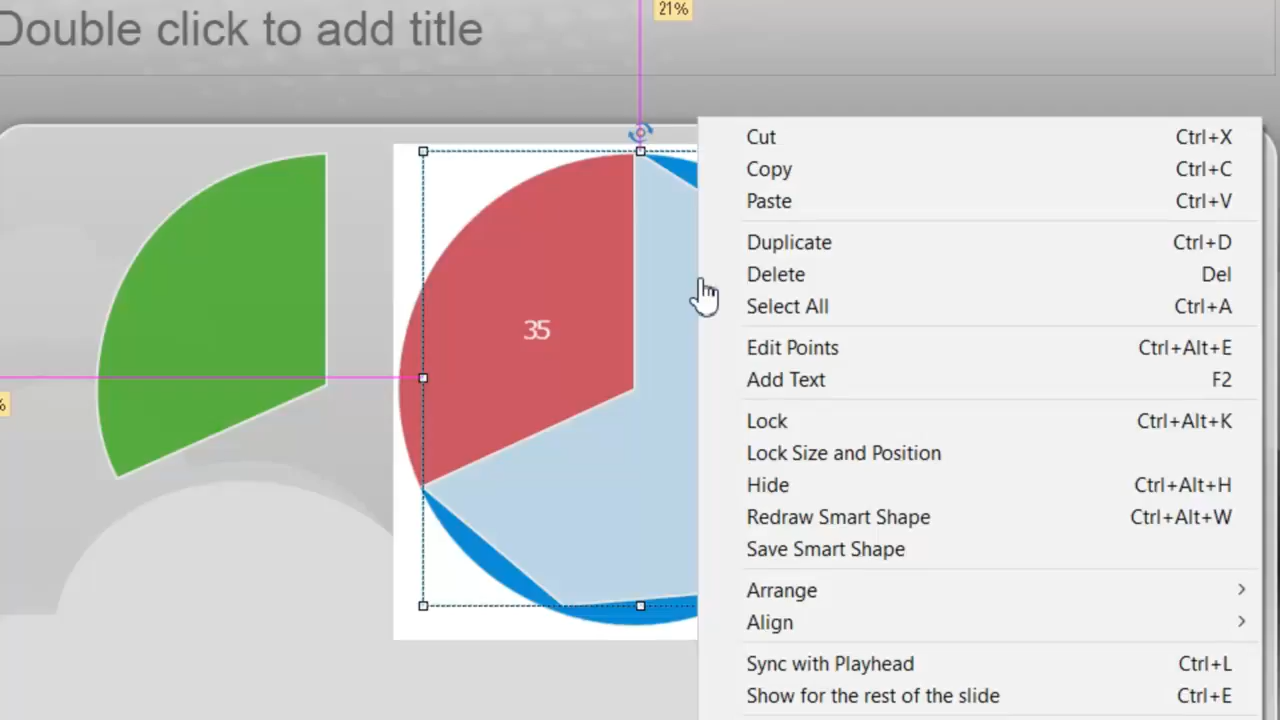 21%
Double click to add title
Cut Ctrl+X
Copy Ctrl+C
Paste Ctrl+V
Duplicate Ctrl+D
Delete Del
Select All Ctrl+A
35
Edit Points Ctrl+Alt+E
Add Text F2
%
Lock Ctrl+Alt+K
Lock Size and Position
Hide Ctrl+Alt+H
Redraw Smart Shape Ctrl+Alt+W
Save Smart Shape
Arrange
Align
Sync with Playhead Ctrl+L
Show for the rest of the slide Ctrl+E